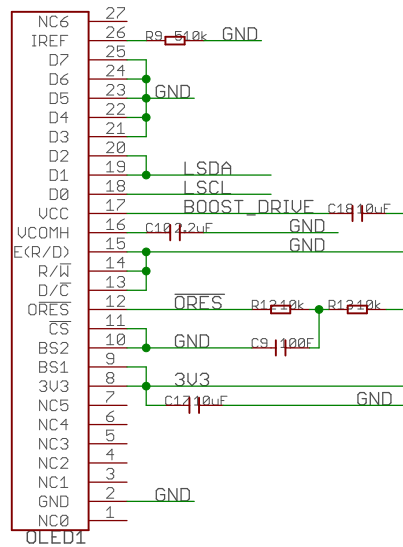 NC6 27
IREF 26 R9 510k GND
D7 25
D6 24
D5 23 GND
D4 22
D3 21
D2 20
D1 19 LSDA
D0 18 LSCL
VCC 17 BOOST_DRIVE C18 10uF
VCOMH 16 C10 2.2uF GND
E(R/D) 15 GND
R/W 14
D/C 13
ORES 12 ORES R12 10k R13 10k
CS 11
BS2 10 GND C9 100F
BS1 9
3V3 8 3V3
NC5 7 C17 10uF GND
NC4 6
NC3 5
NC2 4
NC1 3
GND 2 GND
NC0 1
OLED1